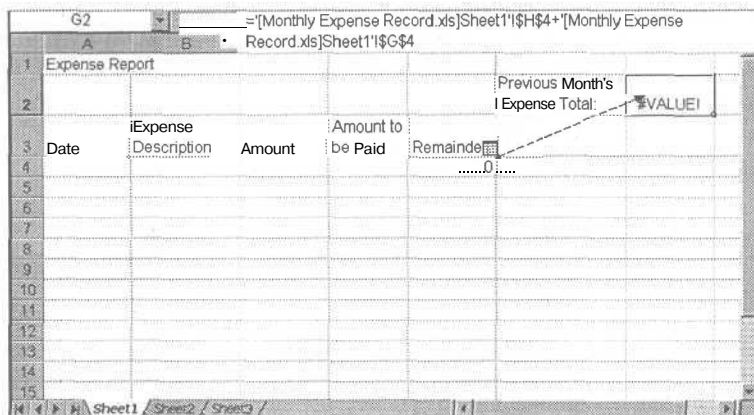 G2 ='[Monthly Expense Record.xls]Sheet1'!$H$4+'[Monthly Expense
A B Record.xls]Sheet1'!$G$4
1 Expense Report
2 Previous Month's
Expense Total: #VALUE!
3 Date Expense Description Amount Amount to be Paid Remainde
4 0
5
6
7
8
9
10
11
12
13
14
15
Sheet1 Sheet2 Sheet3